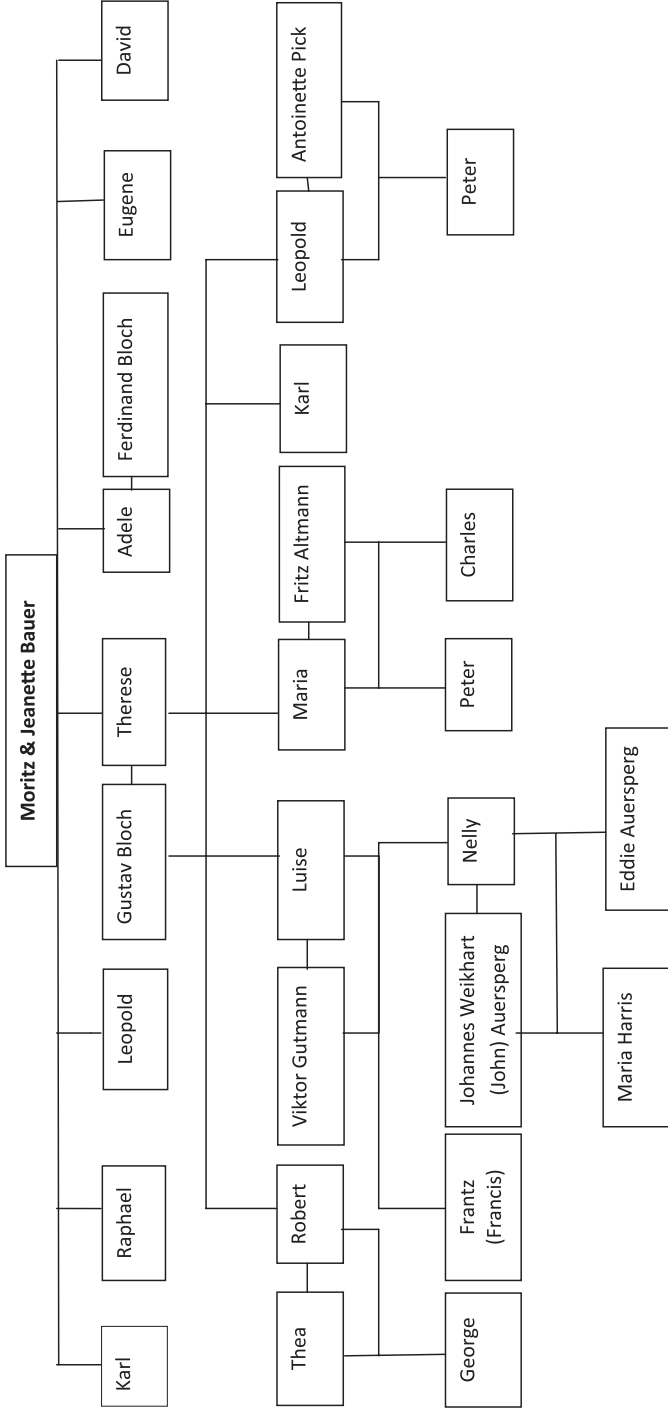 Moritz & Jeanette Bauer
Karl
Raphael
Leopold
Gustav Bloch
Therese
Adele
Ferdinand Bloch
Eugene
David
Thea
Robert
Viktor Gutmann
Luise
Maria
Fritz Altmann
Karl
Leopold
Antoinette Pick
George
Frantz
(Francis)
Johannes Weikhart
(John) Auersperg
Nelly
Peter
Charles
Peter
Maria Harris
Eddie Auersperg